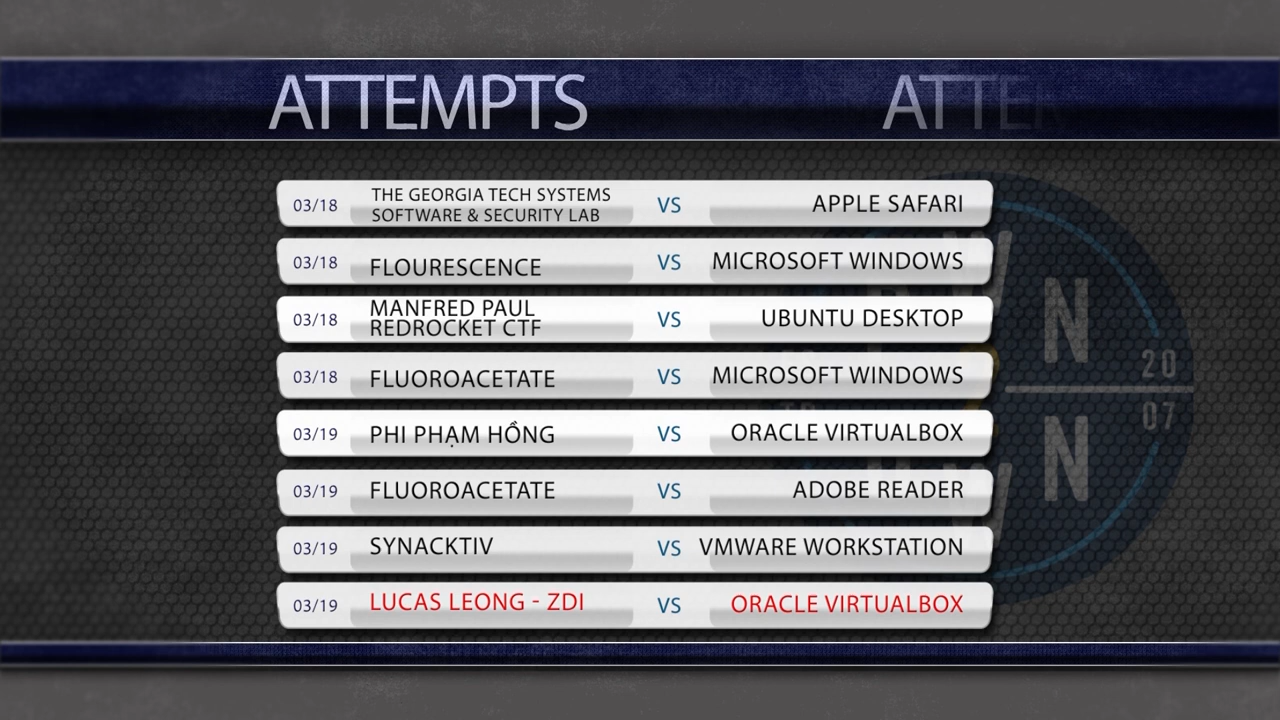 ATTEMPTS
ATTE
03/18 THE GEORGIA TECH SYSTEMS
SOFTWARE & SECURITY LAB VS APPLE SAFARI
03/18 FLOURESCENCE VS MICROSOFT WINDOWS
03/18 MANFRED PAUL
REDROCKET CTF VS UBUNTU DESKTOP
03/18 FLUOROACETATE VS MICROSOFT WINDOWS
03/19 PHI PHẠM HỒNG VS ORACLE VIRTUALBOX
03/19 FLUOROACETATE VS ADOBE READER
03/19 SYNACKTIV VS VMWARE WORKSTATION
03/19 LUCAS LEONG - ZDI VS ORACLE VIRTUALBOX
N
20
07
N